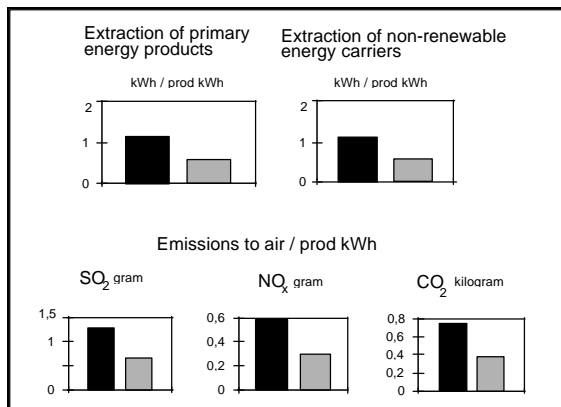 Extraction of primary
energy products
Extraction of non-renewable
energy carriers
kWh / prod kWh
kWh / prod kWh
2
1
0
2
1
0
Emissions to air / prod kWh
SO2 gram
NOx gram
CO2 kilogram
1,5
1
0
0,6
0,4
0,2
0
0,8
0,6
0,4
0,2
0